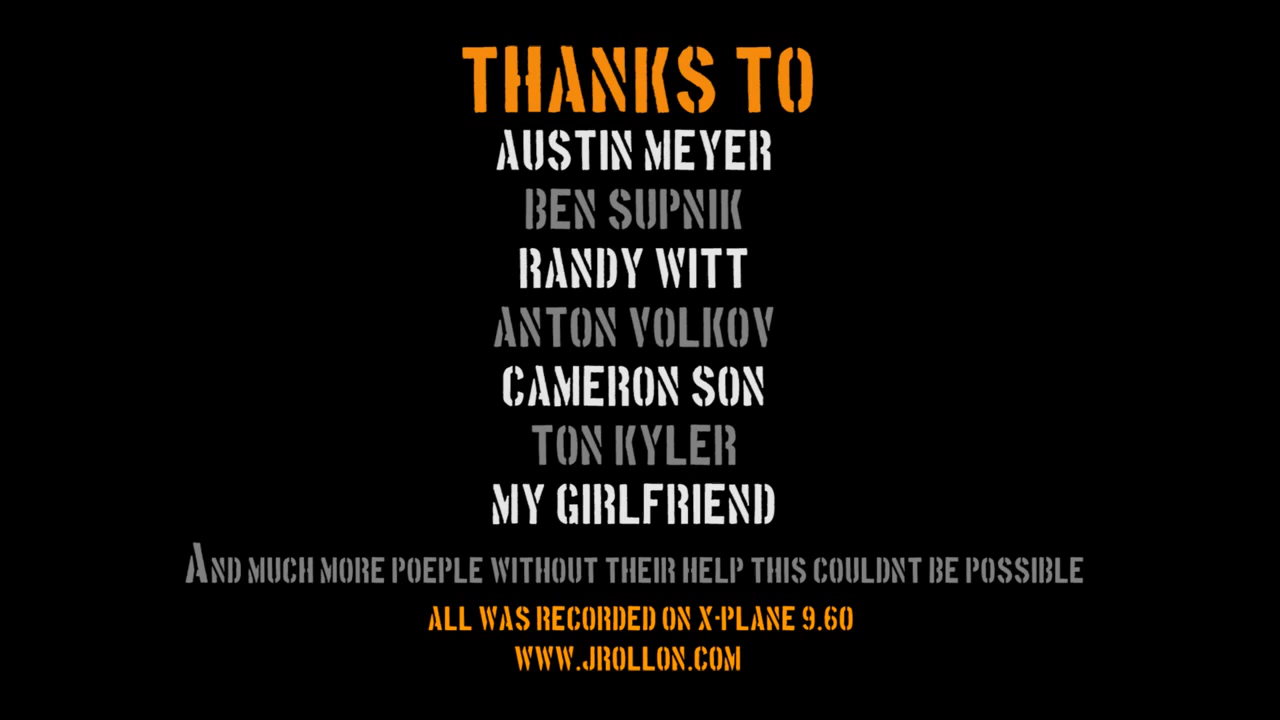 THANKS TO
AUSTIN MEYER
BEN SUPNIK
RANDY WITT
ANTON VOLKOV
CAMERON SON
TON KYLER
MY GIRLFRIEND
AND MUCH MORE POEPLE WITHOUT THEIR HELP THIS COULDNT BE POSSIBLE
ALL WAS RECORDED ON X-PLANE 9.60
WWW.JROLLON.COM